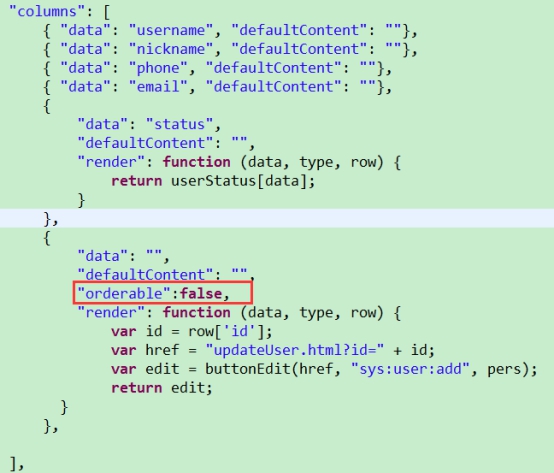 "columns": [
    { "data": "username", "defaultContent": ""},
    { "data": "nickname", "defaultContent": ""},
    { "data": "phone", "defaultContent": ""},
    { "data": "email", "defaultContent": ""},
    {
        "data": "status",
        "defaultContent": "",
        "render": function (data, type, row) {
            return userStatus[data];
        }
    },
    {
        "data": "",
        "defaultContent": "",
        "orderable":false,
        "render": function (data, type, row) {
            var id = row['id'];
            var href = "updateUser.html?id=" + id;
            var edit = buttonEdit(href, "sys:user:add", pers);
            return edit;
      }
    },

],